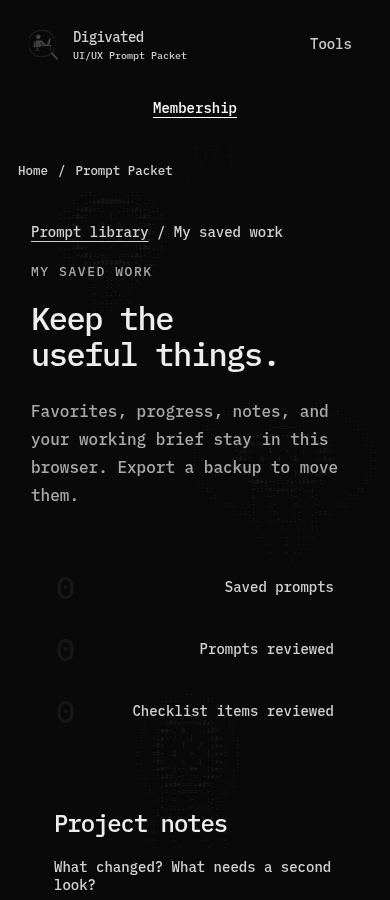 Digivated
UI/UX Prompt Packet
Tools
Membership
Home / Prompt Packet
Prompt library / My saved work
MY SAVED WORK
Keep the
useful things.
Favorites, progress, notes, and
your working brief stay in this
browser. Export a backup to move
them.
0 Saved prompts
0 Prompts reviewed
0 Checklist items reviewed
Project notes
What changed? What needs a second
look?